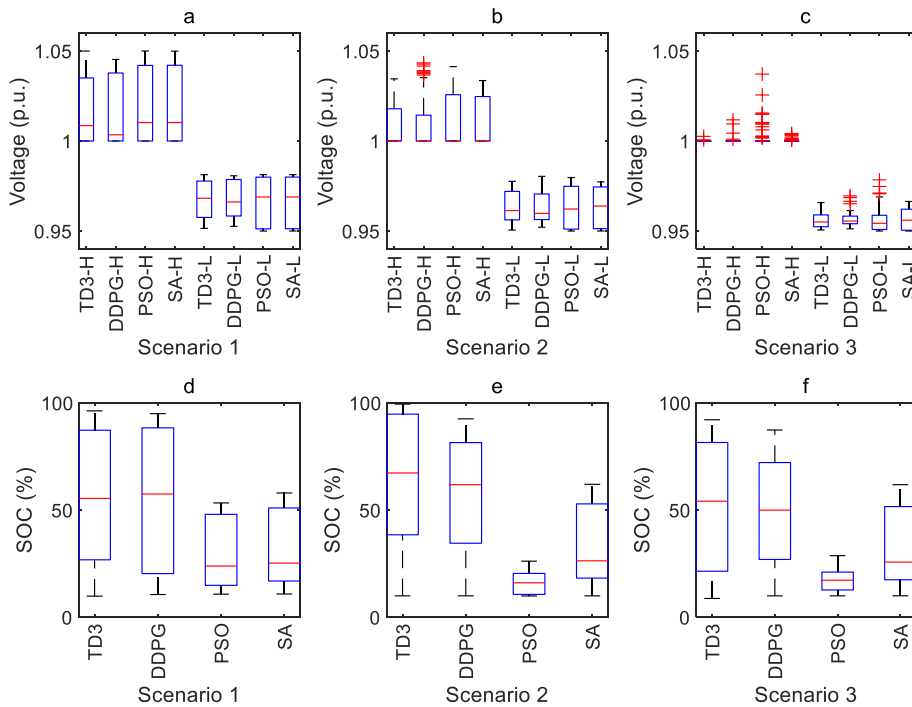 a
b
c
Voltage (p.u.)
1.05
1
0.95
TD3-H
DDPG-H
PSO-H
SA-H
TD3-L
DDPG-L
PSO-L
SA-L
Scenario 1
Voltage (p.u.)
1.05
1
0.95
TD3-H
DDPG-H
PSO-H
SA-H
TD3-L
DDPG-L
PSO-L
SA-L
Scenario 2
Voltage (p.u.)
1.05
1
0.95
TD3-H
DDPG-H
PSO-H
SA-H
TD3-L
DDPG-L
PSO-L
SA-L
Scenario 3
d
e
f
SOC (%)
100
50
0
TD3
DDPG
PSO
SA
Scenario 1
SOC (%)
100
50
0
TD3
DDPG
PSO
SA
Scenario 2
SOC (%)
100
50
0
TD3
DDPG
PSO
SA
Scenario 3